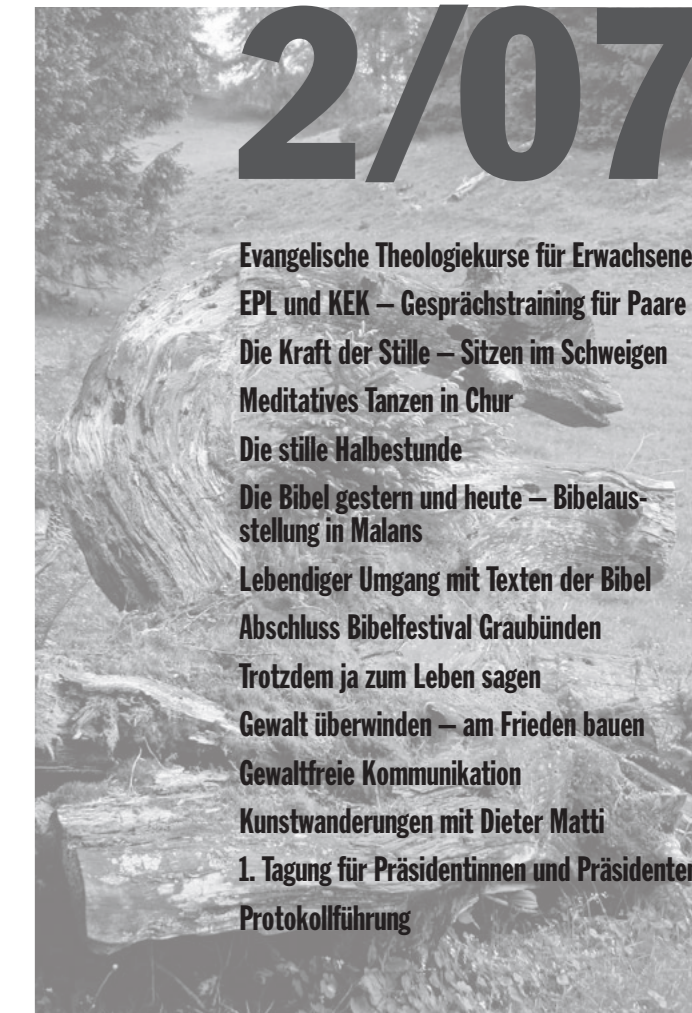 2/07
Evangelische Theologiekurse für Erwachsene
EPL und KEK – Gesprächstraining für Paare
Die Kraft der Stille – Sitzen im Schweigen
Meditatives Tanzen in Chur
Die stille Halbestunde
Die Bibel gestern und heute – Bibelaus-
stellung in Malans
Lebendiger Umgang mit Texten der Bibel
Abschluss Bibelfestival Graubünden
Trotzdem ja zum Leben sagen
Gewalt überwinden – am Frieden bauen
Gewaltfreie Kommunikation
Kunstwanderungen mit Dieter Matti
1. Tagung für Präsidentinnen und Präsidenten
Protokollführung